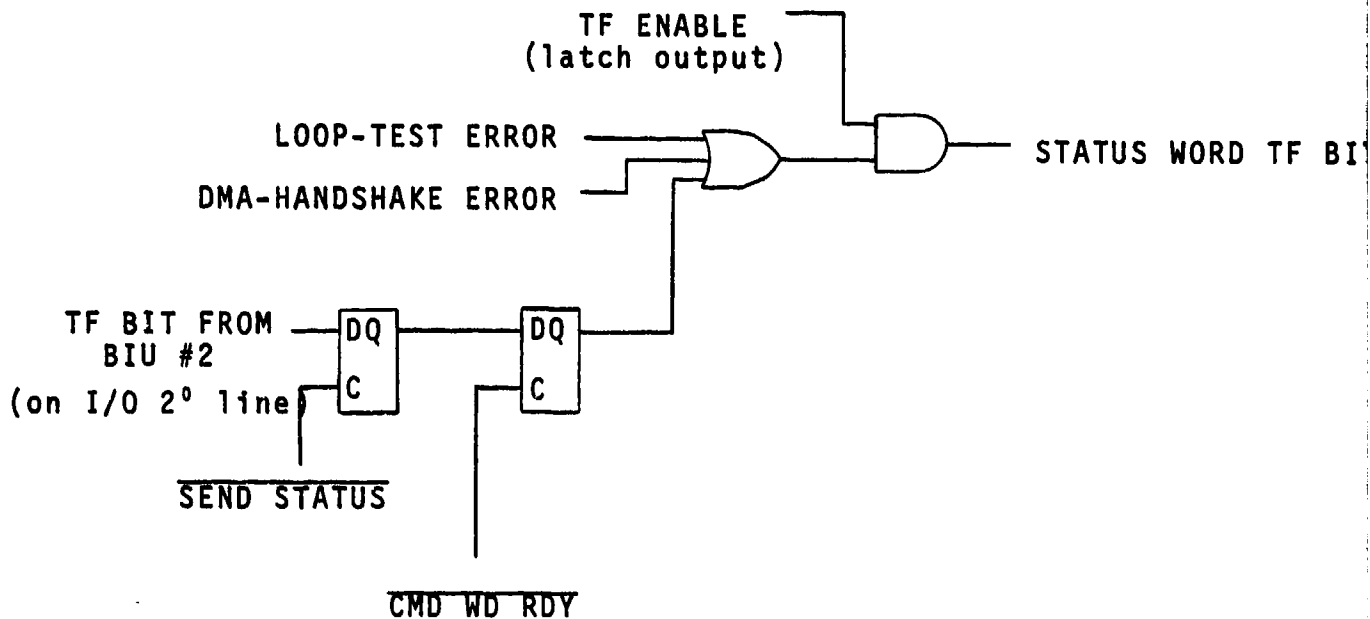 TF ENABLE
(latch output)
LOOP-TEST ERROR
DMA-HANDSHAKE ERROR
STATUS WORD TF BIT
TF BIT FROM
BIU #2
(on I/O 2⁰ line)
DQ
C
DQ
C
SEND STATUS
CMD WD RDY